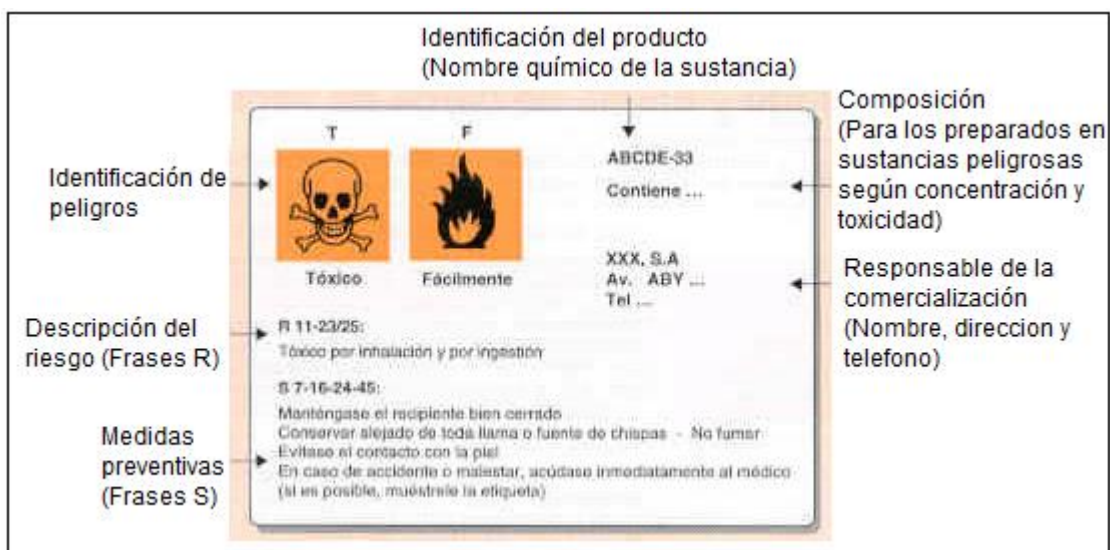 Identificación del producto
(Nombre químico de la sustancia)
Identificación de
peligros
Descripción del
riesgo (Frases R)
Medidas
preventivas
(Frases S)
T
F
Tóxico
Fácilmente
ABCDE-33
Contiene ...
XXX, S.A
Av. ABY ...
Tel ...
R 11-23/25:
Tóxico por inhalación y por ingestión
S 7-16-24-45:
Manténgase el recipiente bien cerrado
Conservar alejado de toda llama o fuente de chispas - No fumar
Evítese el contacto con la piel
En caso de accidente o malestar, acúdase inmediatamente al médico
(si es posible, muéstrele la etiqueta)
Composición
(Para los preparados en
sustancias peligrosas
según concentración y
toxicidad)
Responsable de la
comercialización
(Nombre, direccion y
telefono)